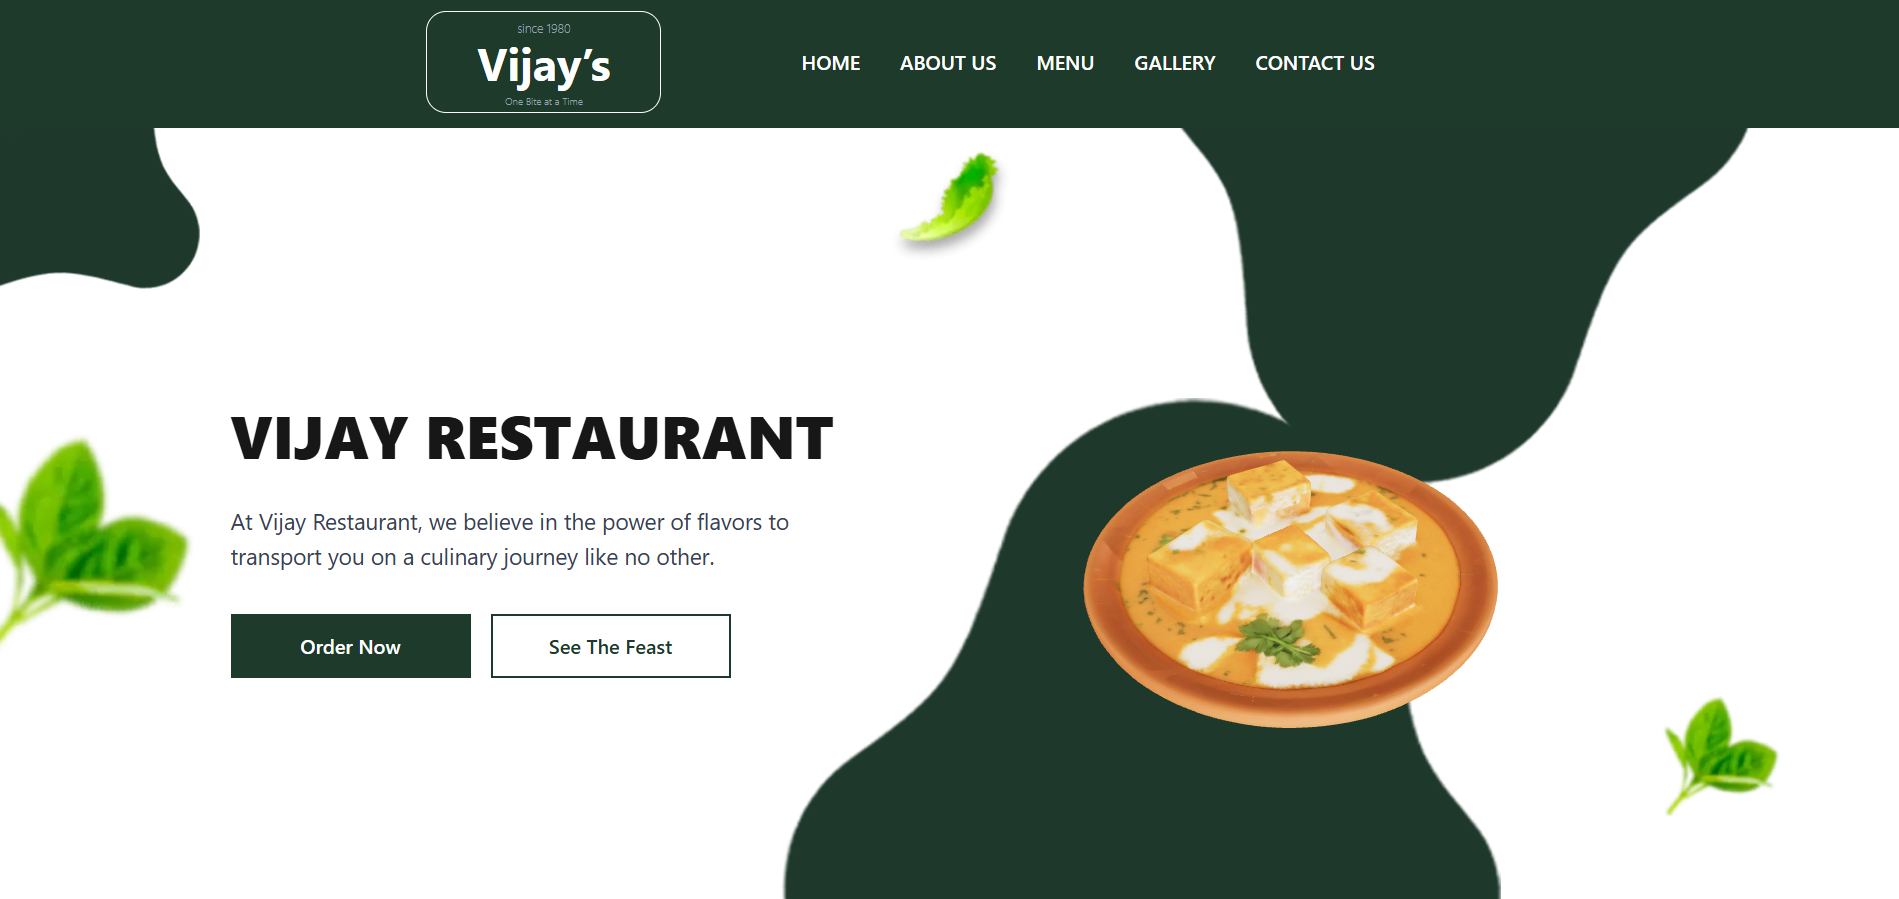 since 1980
Vijay’s
One Bite at a Time
HOME ABOUT US MENU GALLERY CONTACT US
VIJAY RESTAURANT
At Vijay Restaurant, we believe in the power of flavors to
transport you on a culinary journey like no other.
Order Now See The Feast